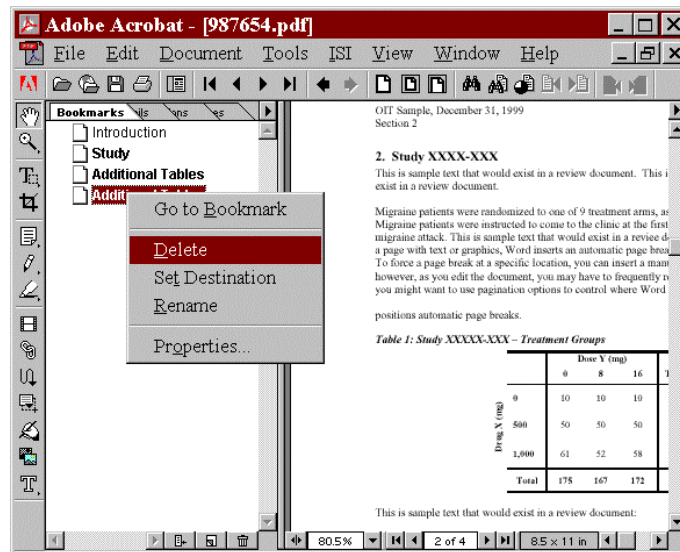 Adobe Acrobat - [987654.pdf]
File Edit Document Tools ISI View Window Help
Bookmarks
Introduction
Study
Additional Tables
Go to Bookmark
Delete
Set Destination
Rename
Properties...
OIT Sample, December 31, 1999
Section 2
2. Study XXXX-XXX
This is sample text that would exist in a review document. This
exist in a review document.
Migraine patients were randomized to one of 9 treatment arms, as
Migraine patients were instructed to come to the clinic at the first
migraine attack. This is sample text that would exist in a reviee
a page with text or graphics, Word inserts an automatic page
To force a page break at a specific location, you can insert a
however, as you edit the document, you may have to frequently
you might want to use pagination options to control where Word
positions automatic page breaks.
Table 1: Study XXXXX-XXX – Treatment Groups
Dose Y (mg)
0 8 16
Drug X (mg)
0 10 10 10
500 50 50 50
1,000 61 52 58
Total 175 167 172
This is sample text that would exist in a review document:
80.5% 2 of 4 8.5 x 11 in